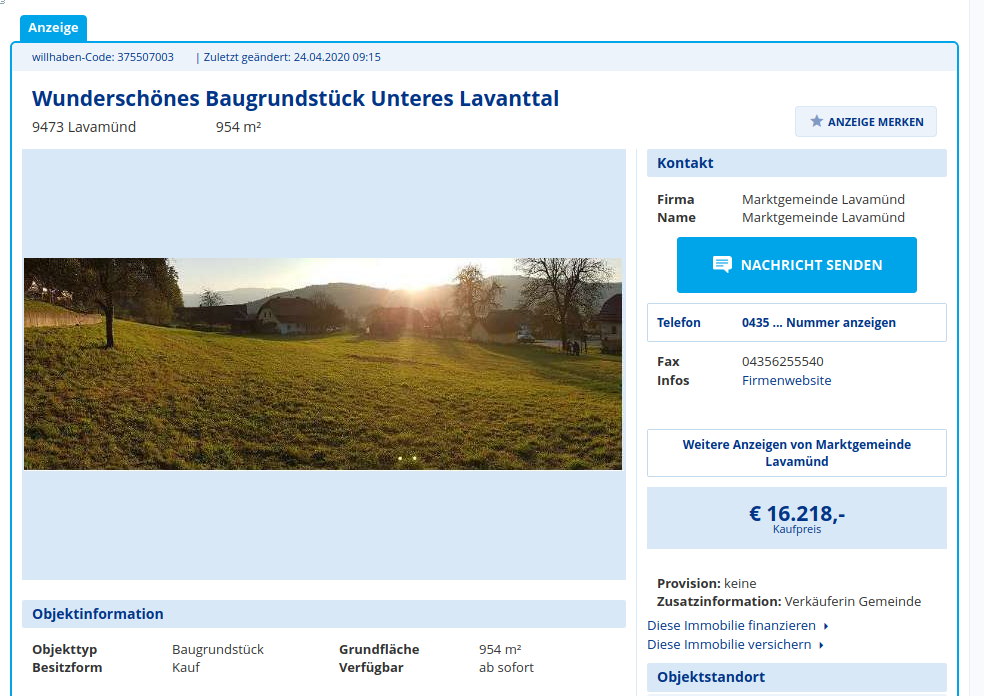 Anzeige
willhaben-Code: 375507003 | Zuletzt geändert: 24.04.2020 09:15
Wunderschönes Baugrundstück Unteres Lavanttal
9473 Lavamünd 954 m²
ANZEIGE MERKEN
Kontakt
Firma Marktgemeinde Lavamünd
Name Marktgemeinde Lavamünd
NACHRICHT SENDEN
Telefon 0435 ... Nummer anzeigen
Fax 04356255540
Infos Firmenwebsite
Weitere Anzeigen von Marktgemeinde
Lavamünd
€ 16.218,-
Kaufpreis
Provision: keine
Zusatzinformation: Verkäuferin Gemeinde
Diese Immobilie finanzieren
Diese Immobilie versichern
Objektstandort
Objektinformation
Objekttyp Baugrundstück Grundfläche 954 m²
Besitzform Kauf Verfügbar ab sofort